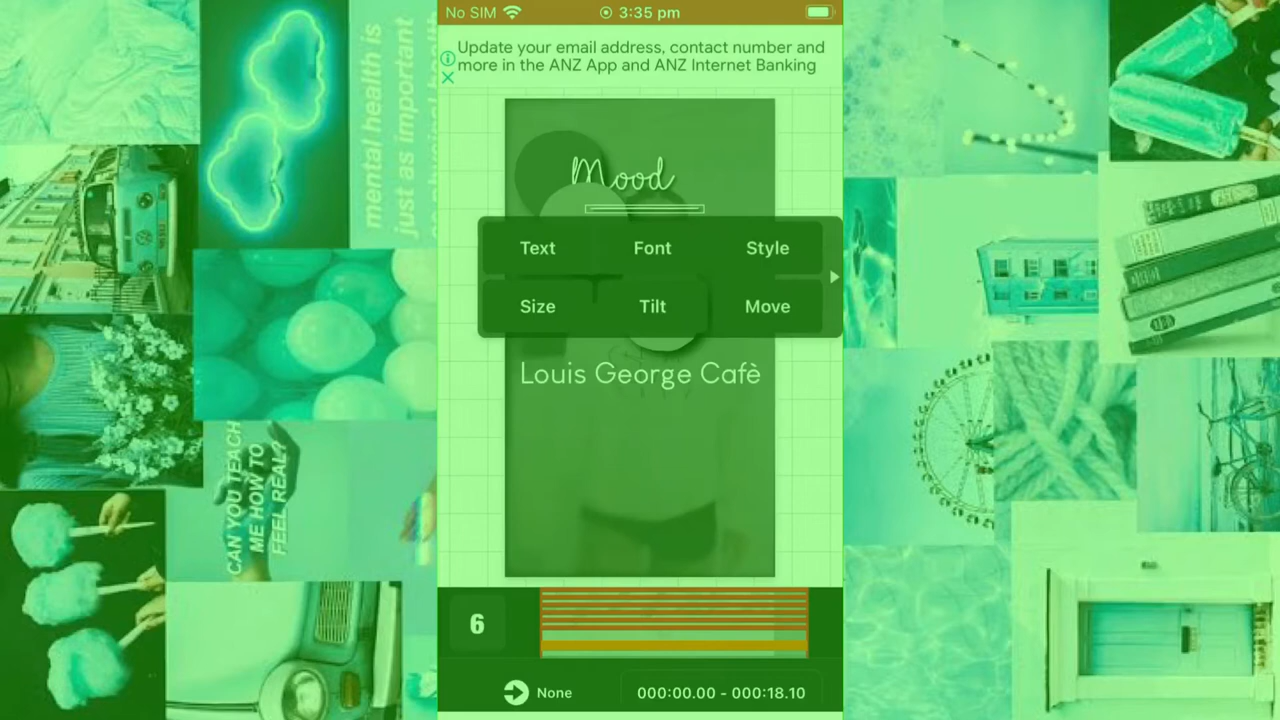 No SIM
3:35 pm
Update your email address, contact number and
more in the ANZ App and ANZ Internet Banking
mental health is
just as important
Mood
Text Font Style
Size Tilt Move
Louis George Cafè
CAN YOU TEACH
ME HOW TO
FEEL REAL?
6
None
000:00.00 - 000:18.10